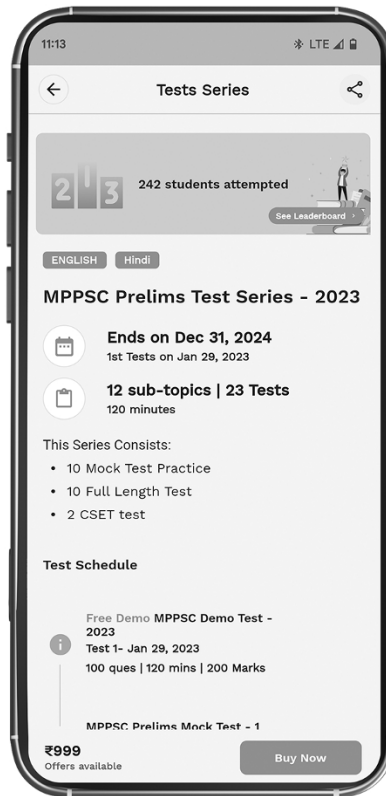 11:13
LTE
Tests Series
2 1 3
242 students attempted
See Leaderboard
ENGLISH Hindi
MPPSC Prelims Test Series - 2023
Ends on Dec 31, 2024
1st Tests on Jan 29, 2023
12 sub-topics | 23 Tests
120 minutes
This Series Consists:
• 10 Mock Test Practice
• 10 Full Length Test
• 2 CSET test
Test Schedule
Free Demo MPPSC Demo Test -
2023
Test 1- Jan 29, 2023
100 ques | 120 mins | 200 Marks
MPPSC Prelims Mock Test - 1
₹999
Offers available
Buy Now